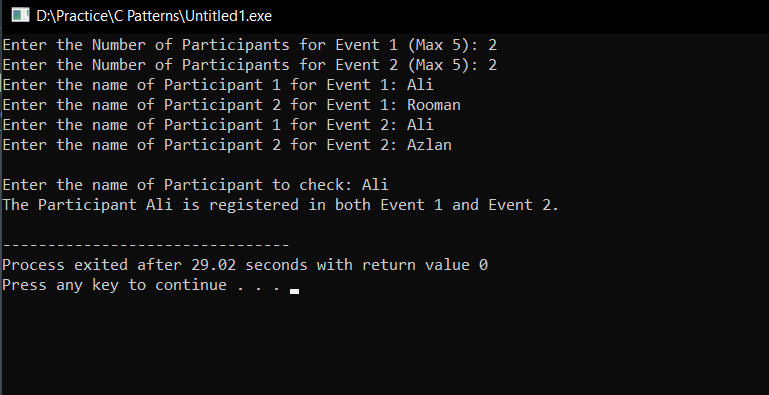 D:\Practice\C Patterns\Untitled1.exe
Enter the Number of Participants for Event 1 (Max 5): 2
Enter the Number of Participants for Event 2 (Max 5): 2
Enter the name of Participant 1 for Event 1: Ali
Enter the name of Participant 2 for Event 1: Rooman
Enter the name of Participant 1 for Event 2: Ali
Enter the name of Participant 2 for Event 2: Azlan
Enter the name of Participant to check: Ali
The Participant Ali is registered in both Event 1 and Event 2.
--------------------------------
Process exited after 29.02 seconds with return value 0
Press any key to continue . . .